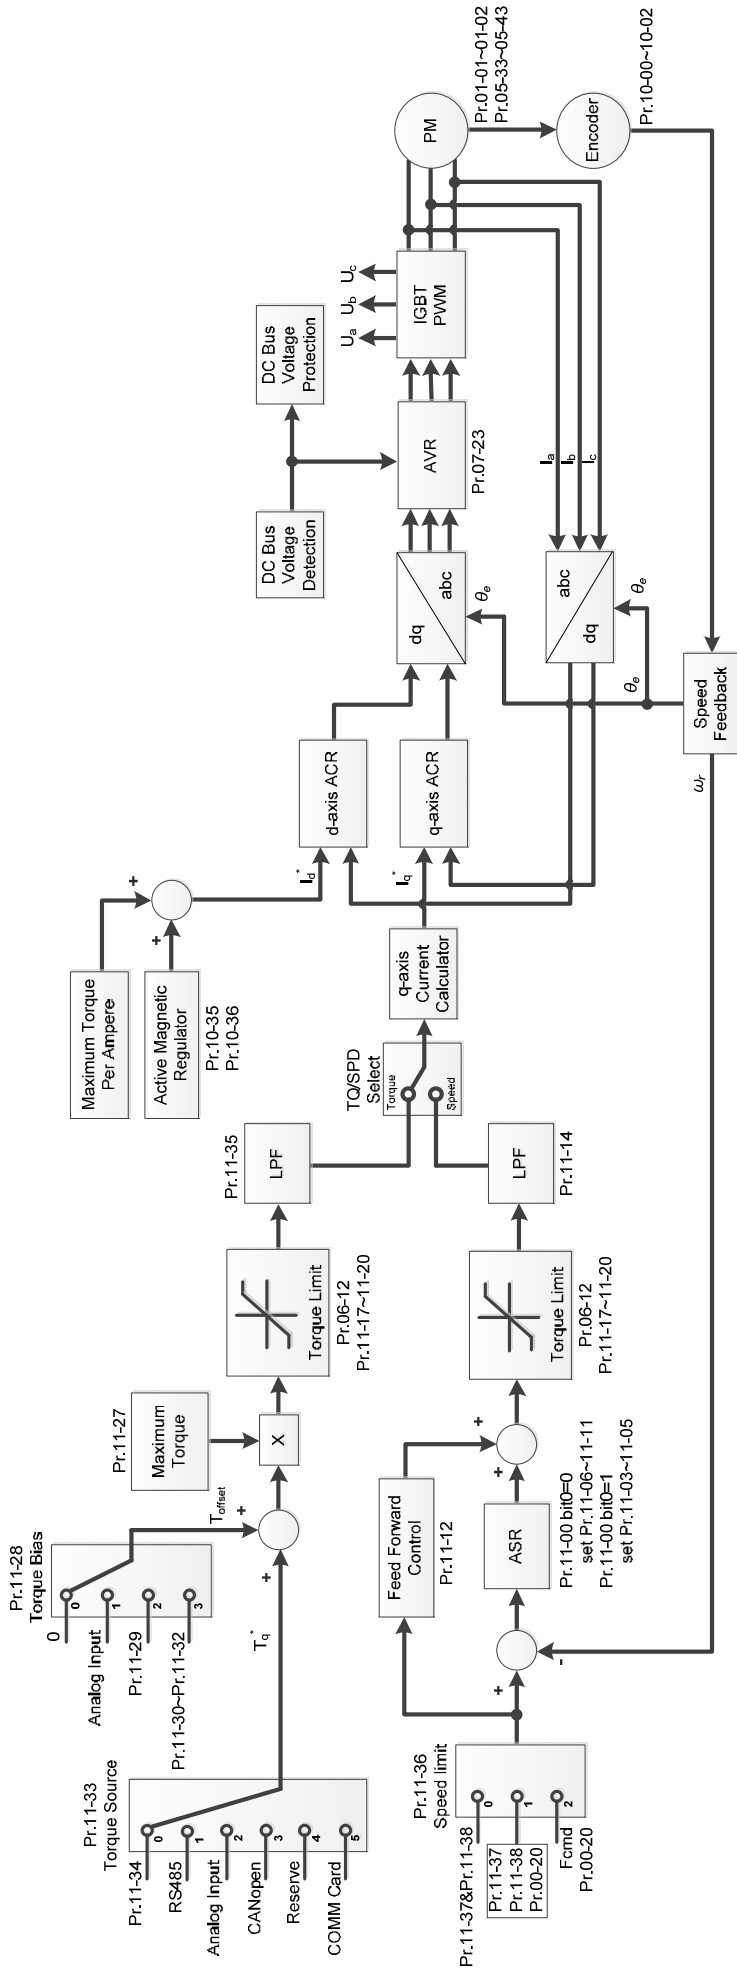 Pr.11-33
Torque Source
Pr.11-34
0
RS485
1
Analog Input
2
CANopen
3
Reserve
4
COMM Card
5
Tq*
+
Pr.11-28
Torque Bias
0
0
Analog Input
1
Pr.11-29
2
Pr.11-30~Pr.11-32
3
Toffset
+
Pr.11-27
Maximum
Torque
X
Torque Limit
Pr.06-12
Pr.11-17~11-20
Pr.11-35
LPF
Pr.11-36
Speed limit
Pr.11-37&Pr.11-38
0
Pr.11-37
Pr.11-38
Pr.00-20
1
Fcmd
Pr.00-20
2
+
-
Feed Forward
Control
Pr.11-12
ASR
Pr.11-00 bit0=0
set Pr.11-06~11-11
Pr.11-00 bit0=1
set Pr.11-03~11-05
+
+
Torque Limit
Pr.06-12
Pr.11-17~11-20
LPF
Pr.11-14
TQ/SPD
Select
Torque
Speed
q-axis
Current
Calculator
Maximum Torque
Per Ampere
Active Magnetic
Regulator
Pr.10-35
Pr.10-36
+
+
Id*
Iq*
d-axis ACR
q-axis ACR
dq
abc
θe
DC Bus
Voltage
Detection
DC Bus
Voltage
Protection
AVR
Pr.07-23
IGBT
PWM
Ua
Ub
Uc
PM
Pr.01-01~01-02
Pr.05-33~05-43
Encoder
Pr.10-00~10-02
Ia
Ib
Ic
abc
dq
θe
θe
Speed
Feedback
ωr